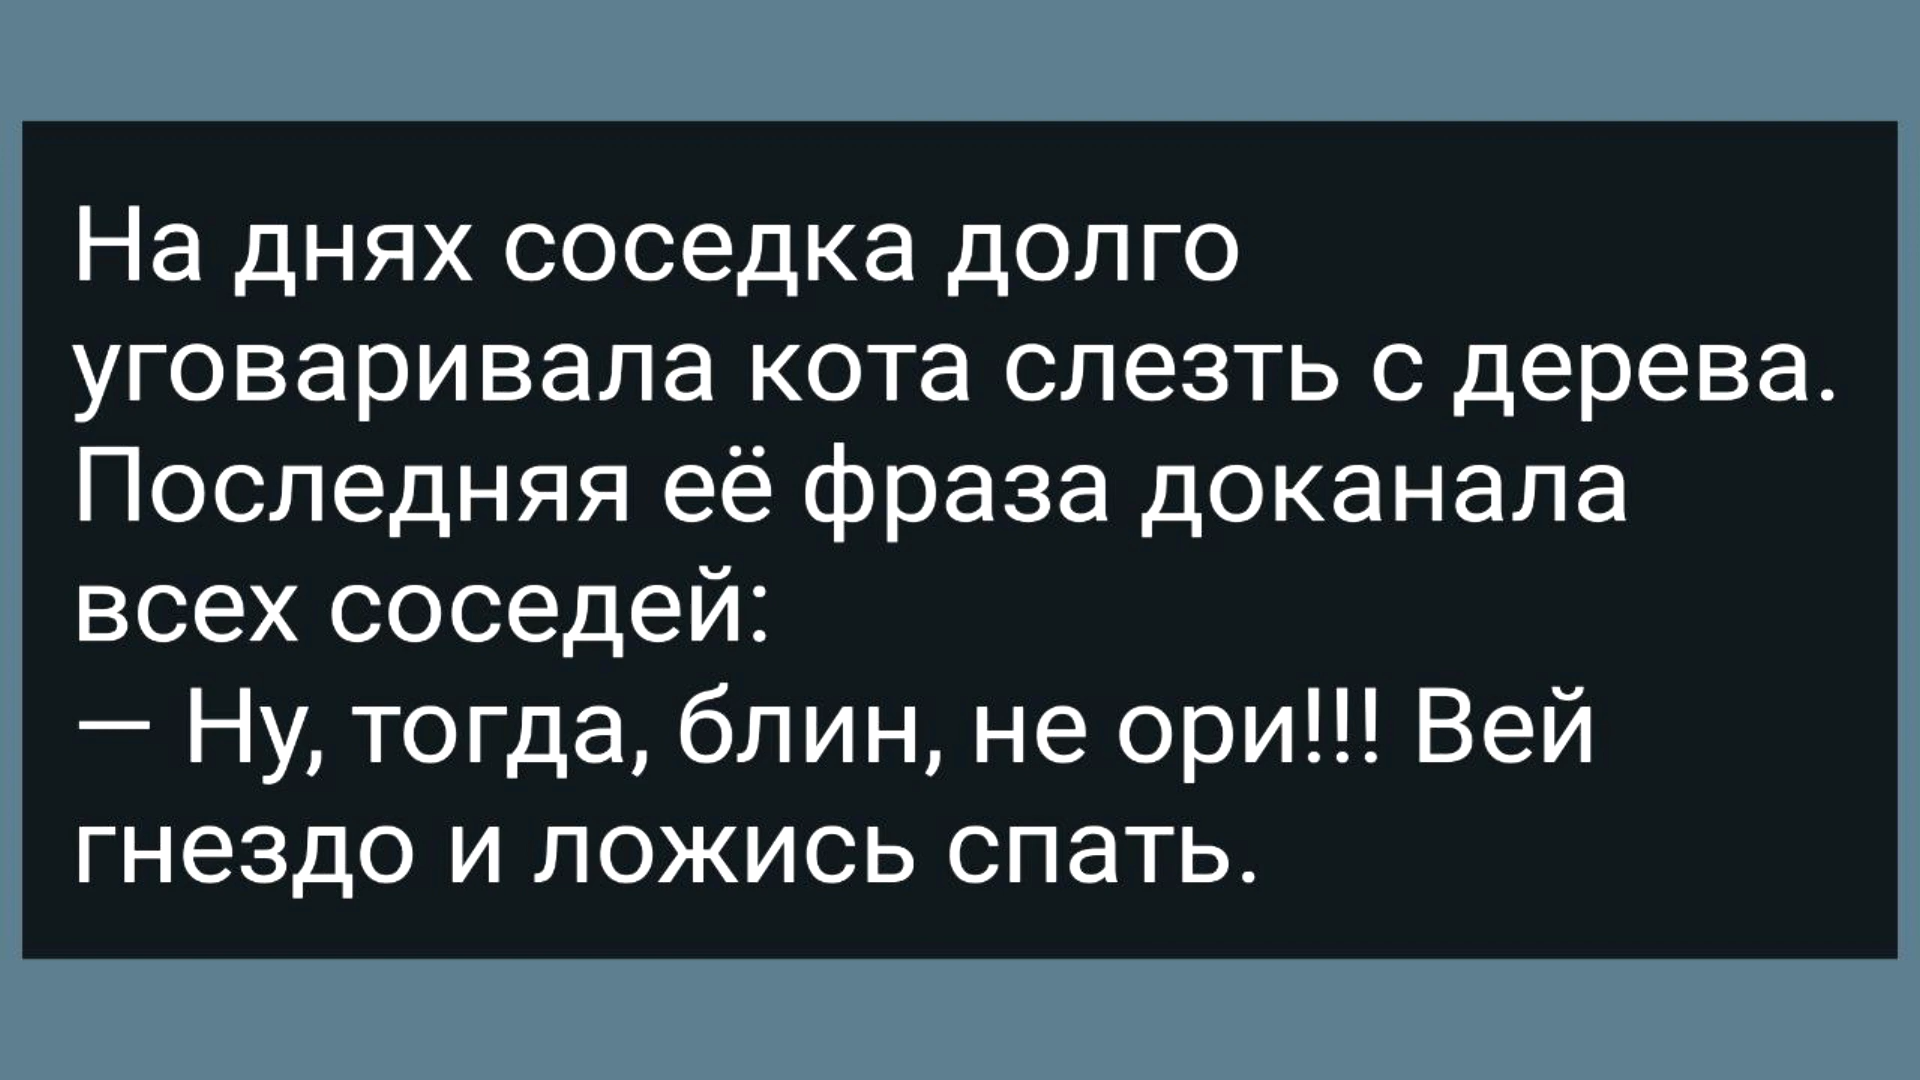 На днях соседка долго
уговаривала кота слезть с дерева.
Последняя её фраза доканала
всех соседей:
— Ну, тогда, блин, не ори!!! Вей
гнездо и ложись спать.